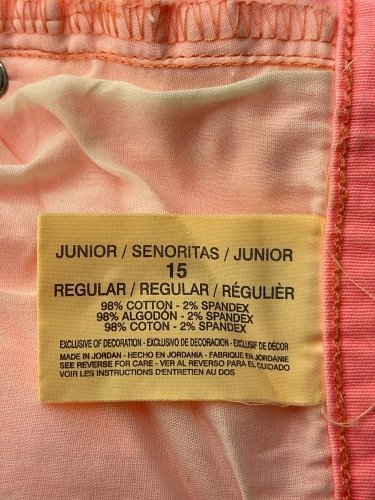 JUNIOR / SENORITAS / JUNIOR
15
REGULAR / REGULAR / RÉGULIÈR
98% COTTON - 2% SPANDEX
98% ALGODÓN - 2% SPANDEX
98% COTON - 2% SPANDEX
EXCLUSIVE OF DECORATION - EXCLUSIVO DE DECORACION - EXCLUSIF DE DÉCOR
MADE IN JORDAN - HECHO EN JORDANIA - FABRIQUE EN JORDANIE
SEE REVERSE FOR CARE - VER AL REVERSO PARA EL CUIDADO
VOIR LES INSTRUCTIONS D'ENTRETIEN AU DOS